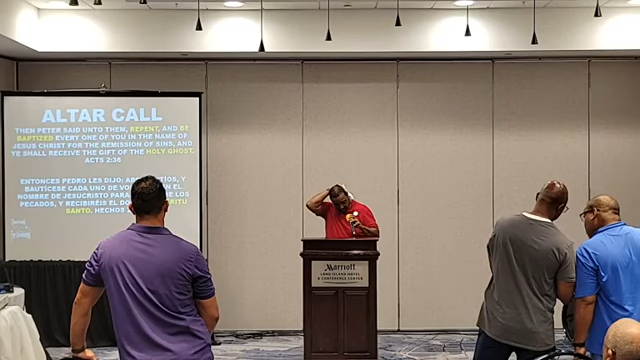 ALTAR CALL
THEN PETER SAID UNTO THEM, REPENT, AND BE
BAPTIZED EVERY ONE OF YOU IN THE NAME OF
JESUS CHRIST FOR THE REMISSION OF SINS, AND
YE SHALL RECEIVE THE GIFT OF THE HOLY GHOST.
ACTS 2:38
ENTONCES PEDRO LES DIJO:
BAUTÍCESE CADA UNO DE EN EL
NOMBRE DE JESUCRISTO PARA LOS
PECADOS, Y RECIBIRÉIS EL
SANTO. HECHOS
Marriott
LONG ISLAND HOTEL
& CONFERENCE CENTER